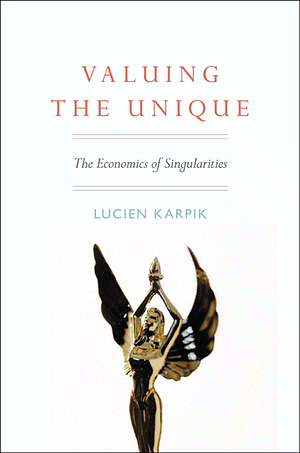 VALUING
THE UNIQUE
The Economics of Singularities
LUCIEN KARPIK